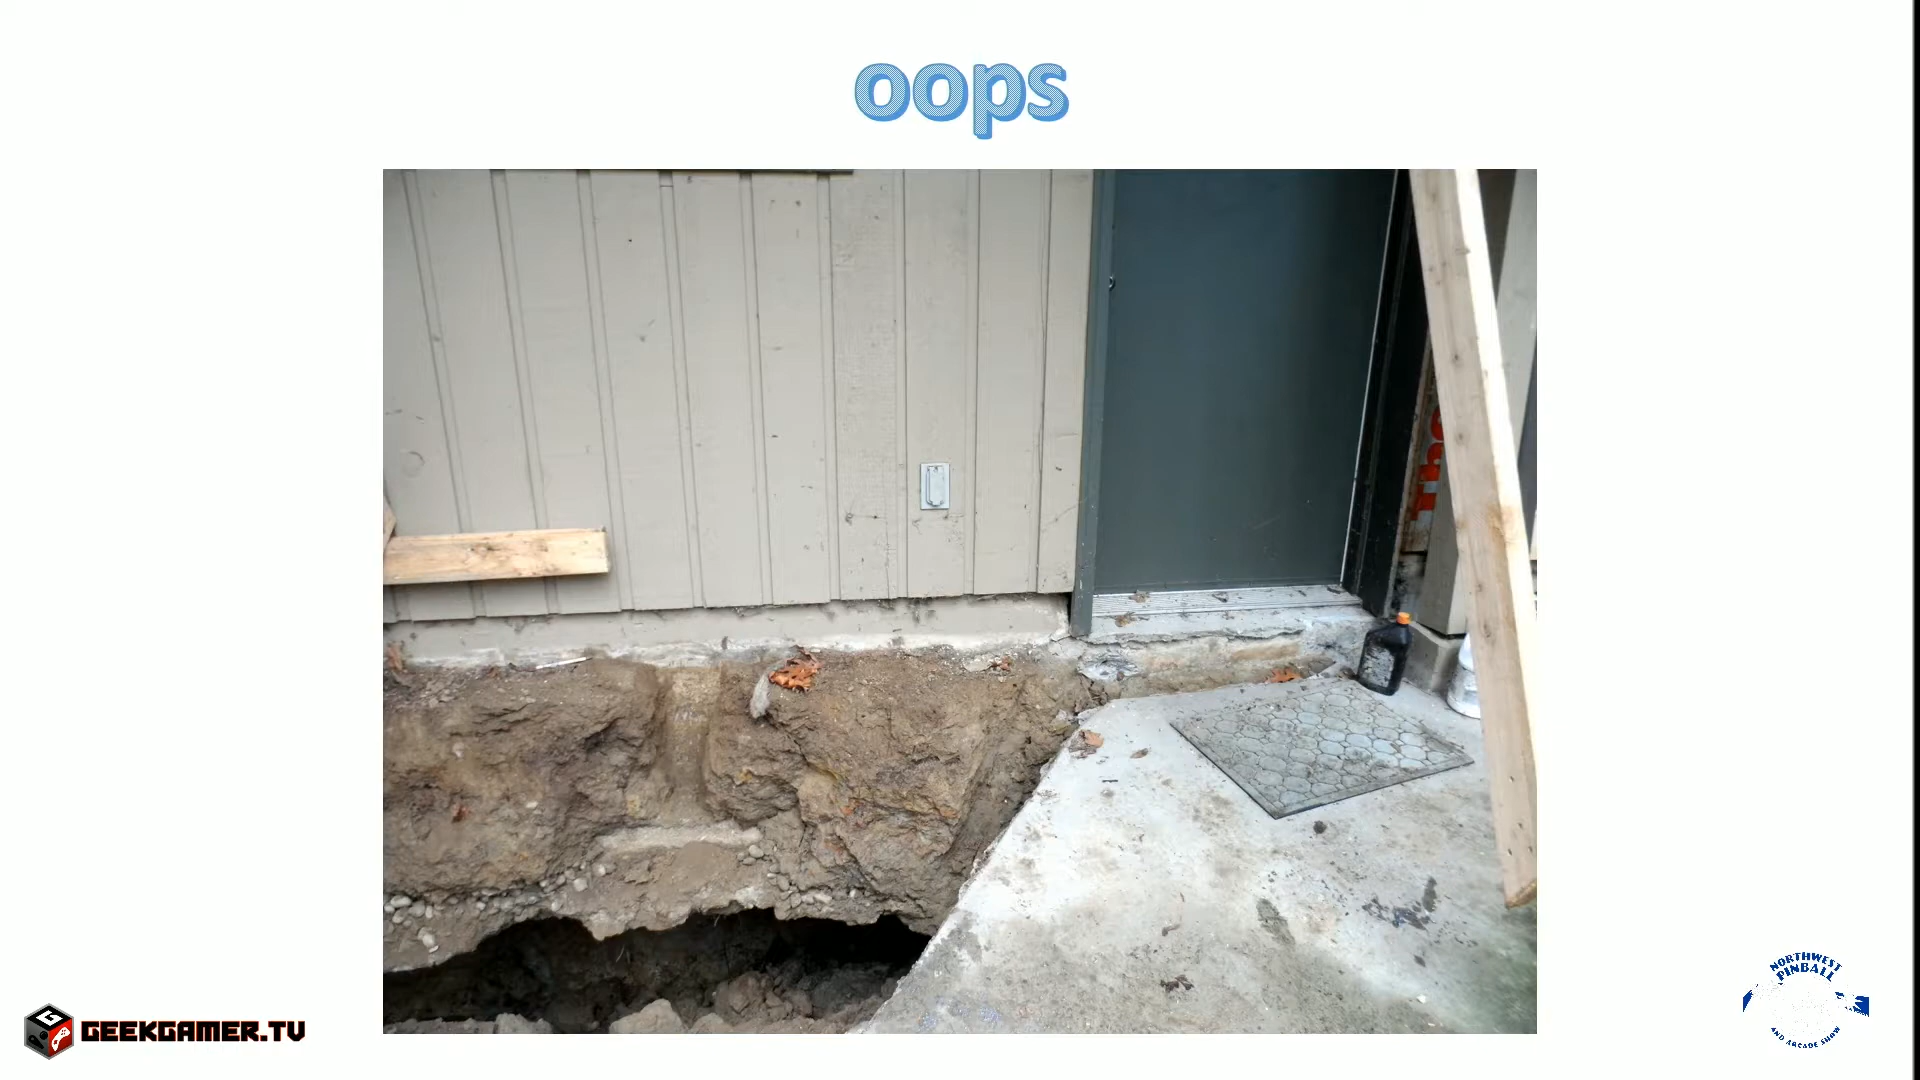 oops
GEEKGAMER.TV
NORTHWEST
PINBALL
AND ARCADE SHOW